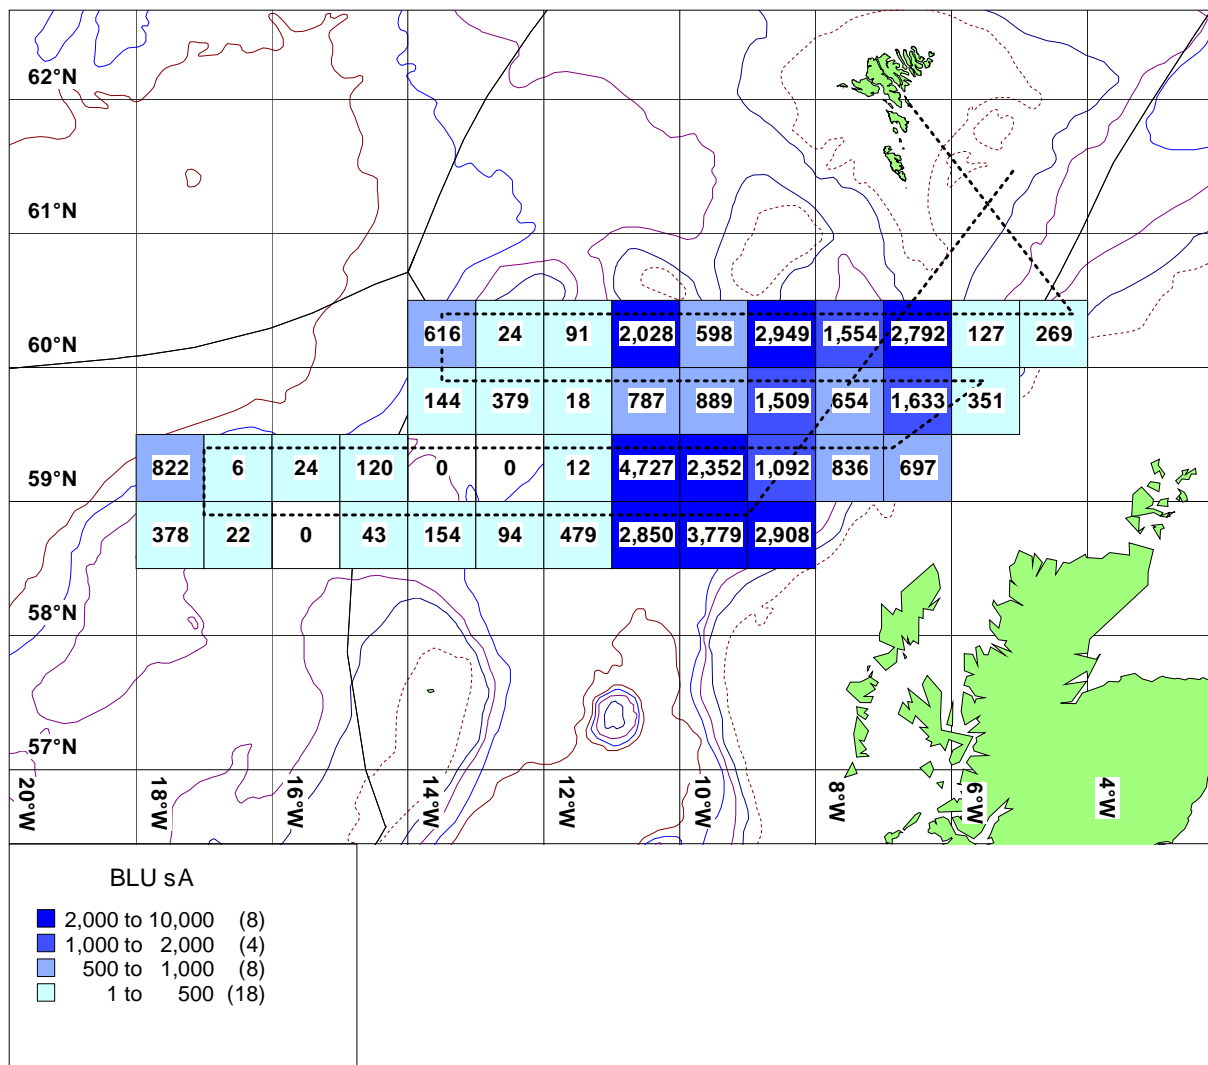 62°N
61°N
60°N
616 24 91 2,028 598 2,949 1,554 2,792 127 269
144 379 18 787 889 1,509 654 1,633 351
59°N
822 6 24 120 0 0 12 4,727 2,352 1,092 836 697
378 22 0 43 154 94 479 2,850 3,779 2,908
58°N
57°N
20°W 18°W 16°W 14°W 12°W 10°W 8°W 6°W 4°W
BLU sA
2,000 to 10,000 (8)
1,000 to 2,000 (4)
500 to 1,000 (8)
1 to 500 (18)